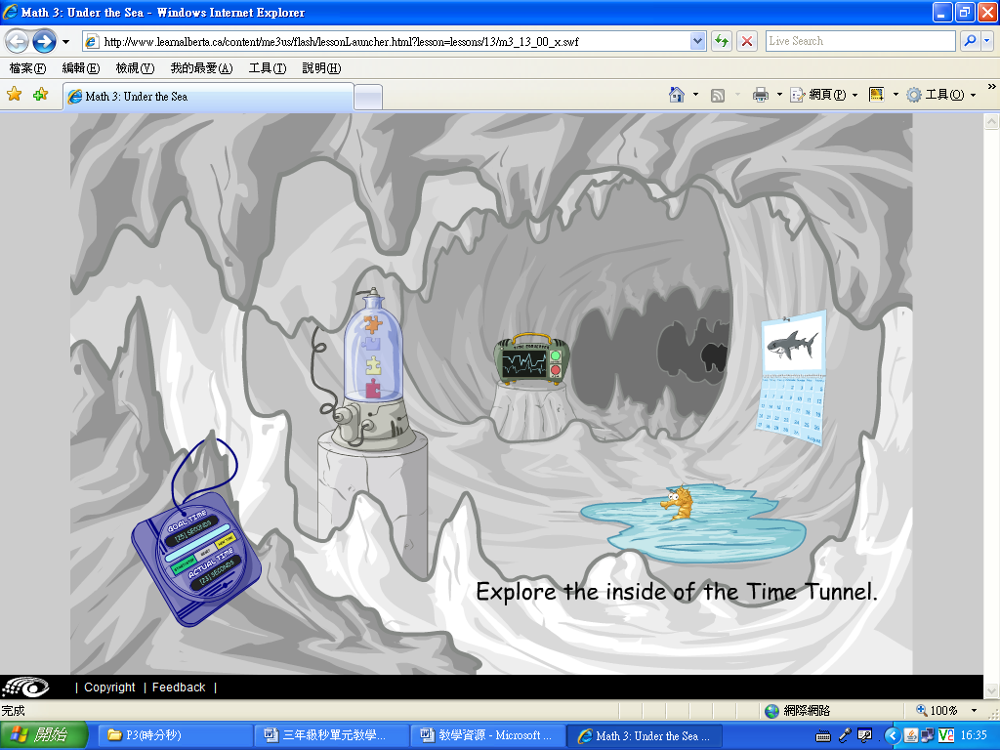 Math 3: Under the Sea - Windows Internet Explorer
http://www.learnalberta.ca/content/me3us/flash/lessonLauncher.html?lesson=lessons/13/m3_13_00_x.swf
Live Search
檔案(F) 編輯(E) 檢視(V) 我的最愛(A) 工具(T) 說明(H)
Math 3: Under the Sea
網頁(P) 工具(O)
GOAL TIME
[25] SECONDS
ACTUAL TIME
[23] SECONDS
August
Explore the inside of the Time Tunnel.
| Copyright | Feedback |
完成 網際網路 100%
開始 P3(時分秒) 三年級秒單元教學... 教學資源 - Microsoft ... Math 3: Under the Sea ... 16:35